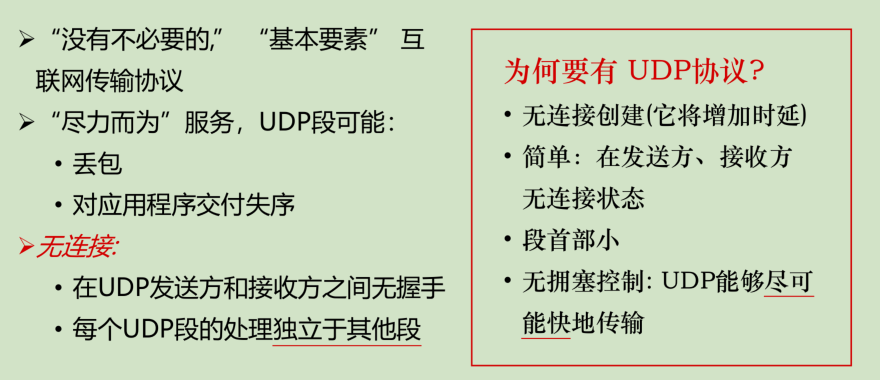 ➢ “没有不必要的,” “基本要素” 互
联网传输协议
➢ “尽力而为”服务，UDP段可能：
• 丢包
• 对应用程序交付失序
➢ 无连接:
• 在UDP发送方和接收方之间无握手
• 每个UDP段的处理独立于其他段
为何要有 UDP协议?
• 无连接创建(它将增加时延)
• 简单：在发送方、接收方
无连接状态
• 段首部小
• 无拥塞控制: UDP能够尽可
能快地传输